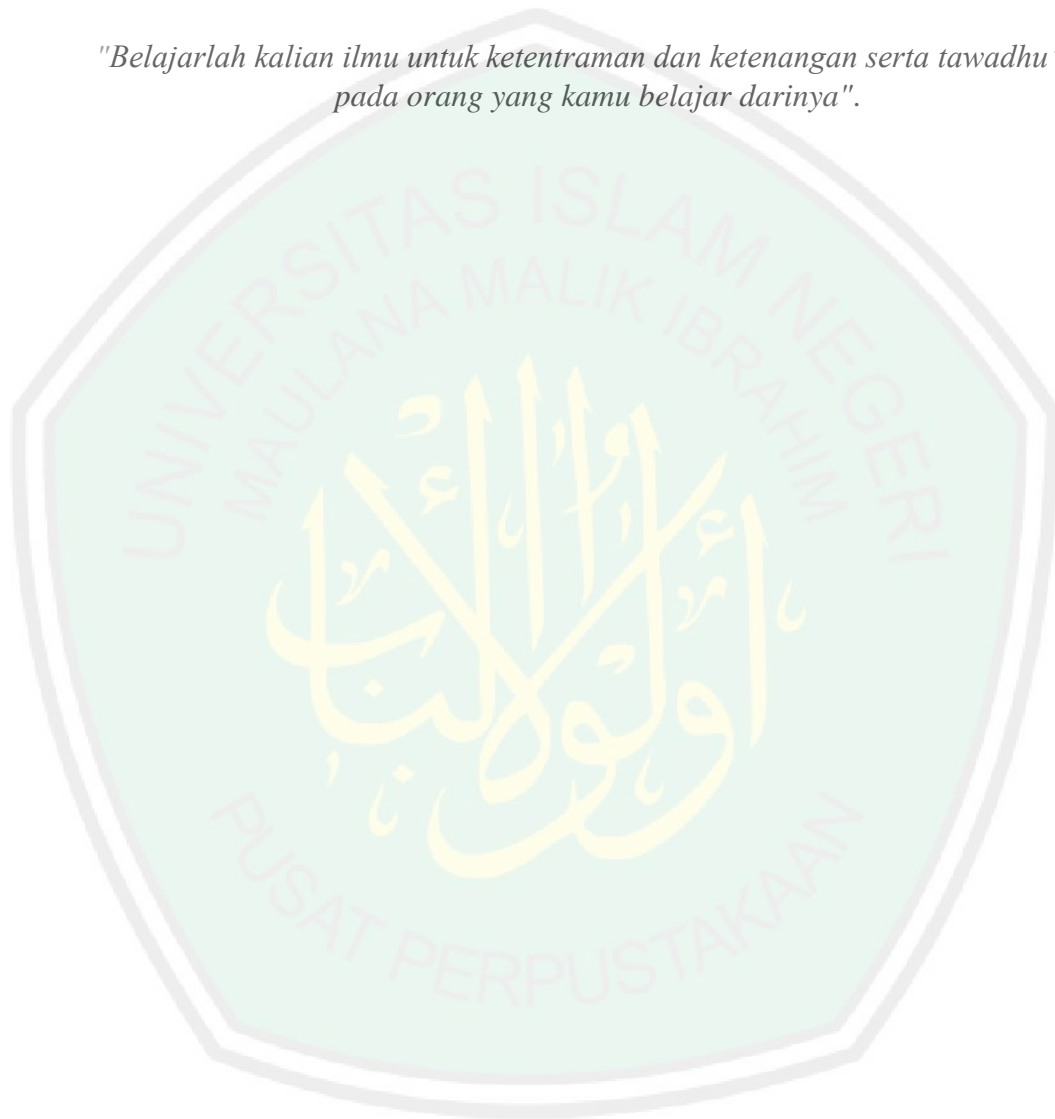 "Belajarlah kalian ilmu untuk ketentraman dan ketenangan serta tawadhu'
pada orang yang kamu belajar darinya".
UNIVERSITAS ISLAM NEGERI
MAULANA MALIK IBRAHIM
أولوا الألباب
PUSAT PERPUSTAKAAN